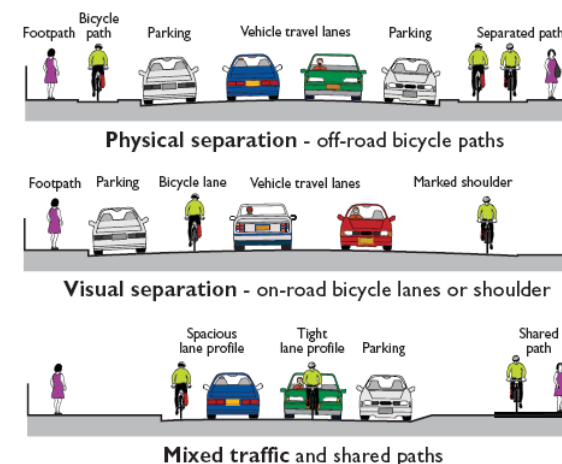 Footpath Bicycle path Parking Vehicle travel lanes Parking Separated path
Physical separation - off-road bicycle paths
Footpath Parking Bicycle lane Vehicle travel lanes Marked shoulder
Visual separation - on-road bicycle lanes or shoulder
Spacious lane profile Tight lane profile Parking Shared path
Mixed traffic and shared paths